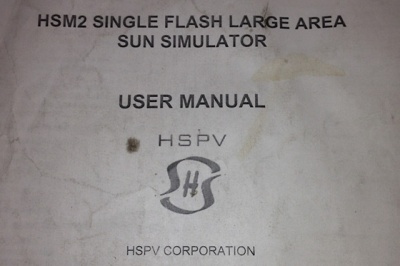 HSM2 SINGLE FLASH LARGE AREA
SUN SIMULATOR
USER MANUAL
HSPV
H
HSPV CORPORATION